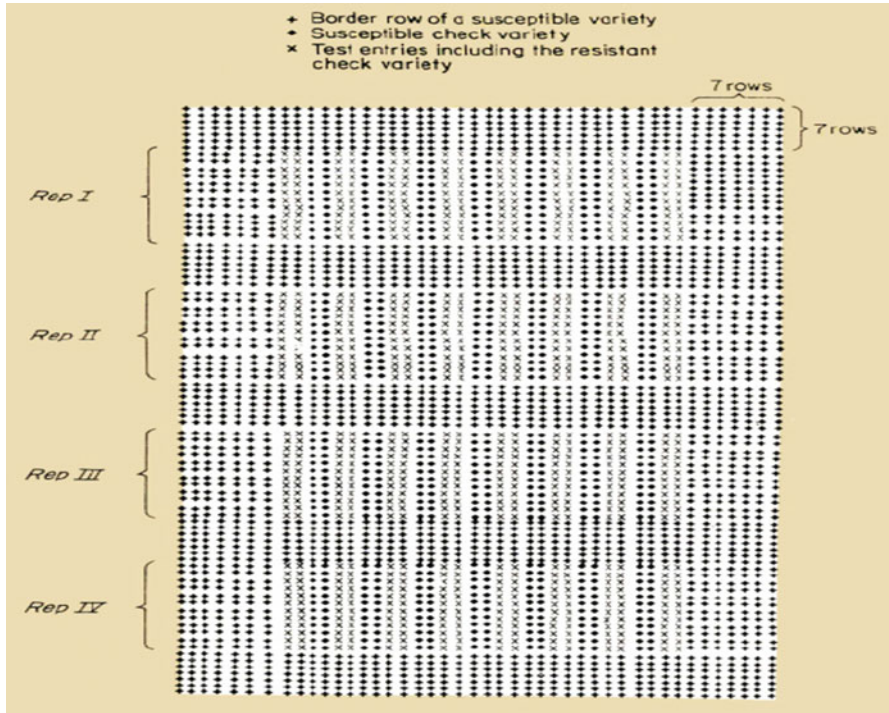 + Border row of a susceptible variety
◆ Susceptible check variety
× Test entries including the resistant
check variety
7 rows
7 rows
Rep I
Rep II
Rep III
Rep IV